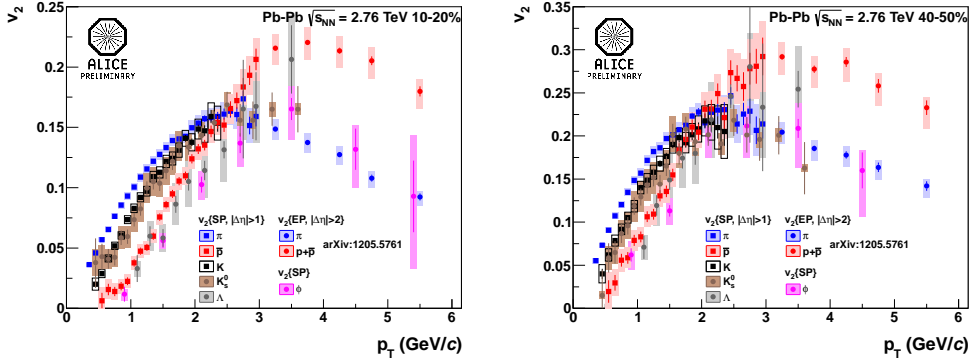 v₂
Pb-Pb √s_NN = 2.76 TeV 10-20%
0.25
ALICE
PRELIMINARY
0.2
0.15
0.1
0.05
0
v₂{SP, |Δη|>1}
v₂{EP, |Δη|>2}
π
π
p̅
p+p̅
arXiv:1205.5761
K
K⁰ₛ
v₂{SP}
Λ
ϕ
0 1 2 3 4 5 6
p_T (GeV/c)
v₂
Pb-Pb √s_NN = 2.76 TeV 40-50%
0.35
ALICE
PRELIMINARY
0.3
0.25
0.2
0.15
0.1
0.05
0
v₂{SP, |Δη|>1}
v₂{EP, |Δη|>2}
π
π
p̅
p+p̅
arXiv:1205.5761
K
K⁰ₛ
v₂{SP}
Λ
ϕ
0 1 2 3 4 5 6
p_T (GeV/c)